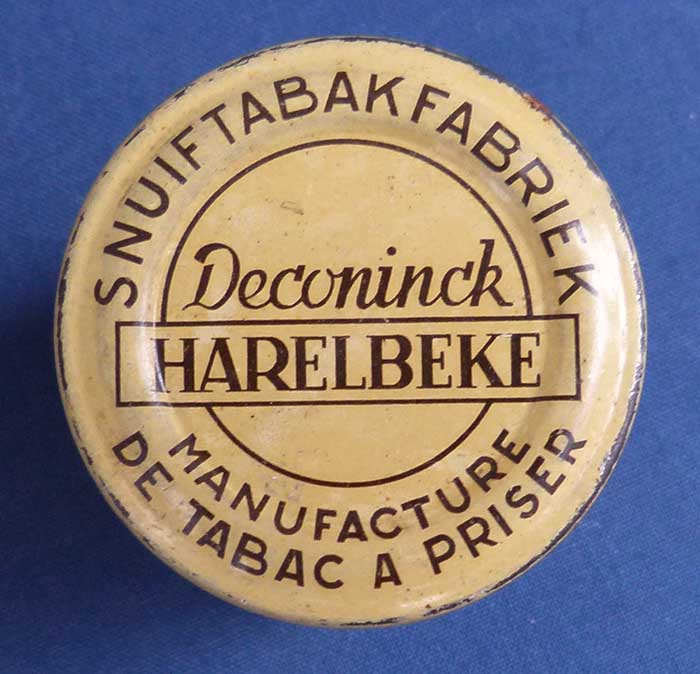 SNUIFTABAKFABRIEK
Deconinck
HARELBEKE
MANUFACTURE
DE TABAC A PRISER